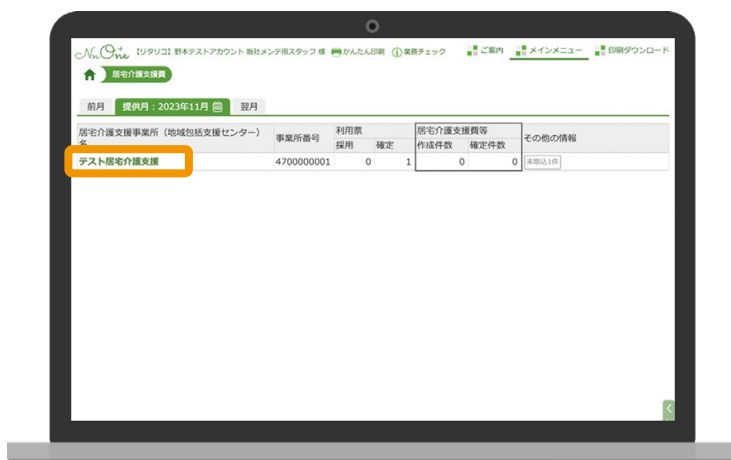 NuOne 【リタリコ】野本テストアカウント 販社メンテ用スタッフ 様 かんたん印刷 業務チェック ご案内 メインメニュー 印刷ダウンロード
居宅介護支援費
前月 提供月：2023年11月 翌月
居宅介護支援事業所（地域包括支援センター）名 事業所番号 利用票 居宅介護支援費等 その他の情報
採用 確定 作成件数 確定件数
テスト居宅介護支援 4700000001 0 1 0 0 未取込1件